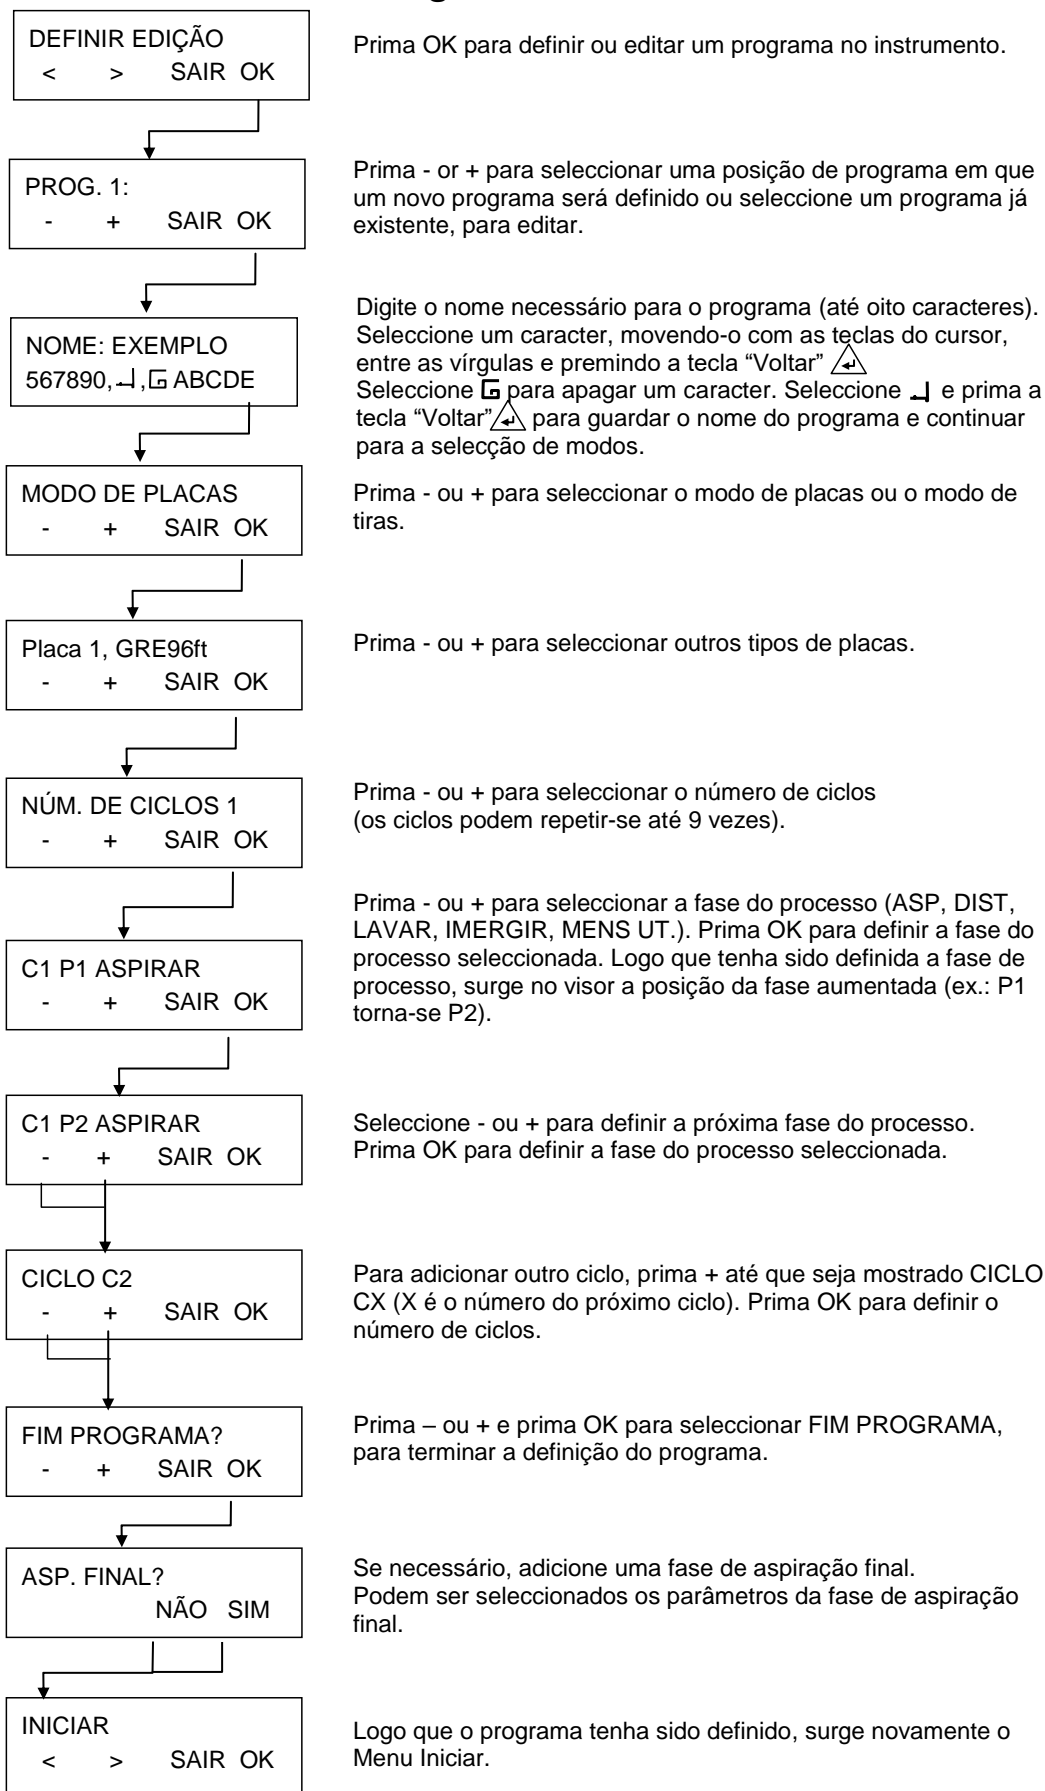 DEFINIR EDIÇÃO
< > SAIR OK
Prima OK para definir ou editar um programa no instrumento.
PROG. 1:
- + SAIR OK
Prima - or + para seleccionar uma posição de programa em que
um novo programa será definido ou seleccione um programa já
existente, para editar.
NOME: EXEMPLO
567890, , ABCDE
Digite o nome necessário para o programa (até oito caracteres).
Seleccione um caracter, movendo-o com as teclas do cursor,
entre as vírgulas e premindo a tecla “Voltar”
Seleccione para apagar um caracter. Seleccione e prima a
tecla “Voltar” para guardar o nome do programa e continuar
para a selecção de modos.
MODO DE PLACAS
- + SAIR OK
Prima - ou + para seleccionar o modo de placas ou o modo de
tiras.
Placa 1, GRE96ft
- + SAIR OK
Prima - ou + para seleccionar outros tipos de placas.
NÚM. DE CICLOS 1
- + SAIR OK
Prima - ou + para seleccionar o número de ciclos
(os ciclos podem repetir-se até 9 vezes).
C1 P1 ASPIRAR
- + SAIR OK
Prima - ou + para seleccionar a fase do processo (ASP, DIST,
LAVAR, IMERGIR, MENS UT.). Prima OK para definir a fase do
processo seleccionada. Logo que tenha sido definida a fase de
processo, surge no visor a posição da fase aumentada (ex.: P1
torna-se P2).
C1 P2 ASPIRAR
- + SAIR OK
Seleccione - ou + para definir a próxima fase do processo.
Prima OK para definir a fase do processo seleccionada.
CICLO C2
- + SAIR OK
Para adicionar outro ciclo, prima + até que seja mostrado CICLO
CX (X é o número do próximo ciclo). Prima OK para definir o
número de ciclos.
FIM PROGRAMA?
- + SAIR OK
Prima – ou + e prima OK para seleccionar FIM PROGRAMA,
para terminar a definição do programa.
ASP. FINAL?
NÃO SIM
Se necessário, adicione uma fase de aspiração final.
Podem ser seleccionados os parâmetros da fase de aspiração
final.
INICIAR
< > SAIR OK
Logo que o programa tenha sido definido, surge novamente o
Menu Iniciar.